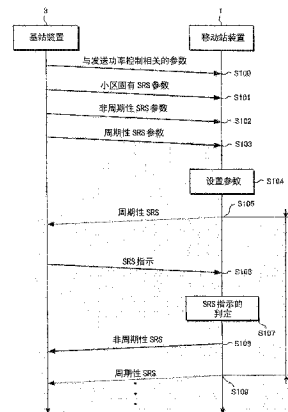 3
1
基站装置
移动站装置
与发送功率控制相关的参数
S100
小区固有SRS参数
S101
非周期性SRS参数
S102
周期性SRS参数
S103
设置参数
S104
S105
周期性SRS
SRS指示
S106
SRS指示的
判定
S107
非周期性SRS
S108
周期性SRS
S109